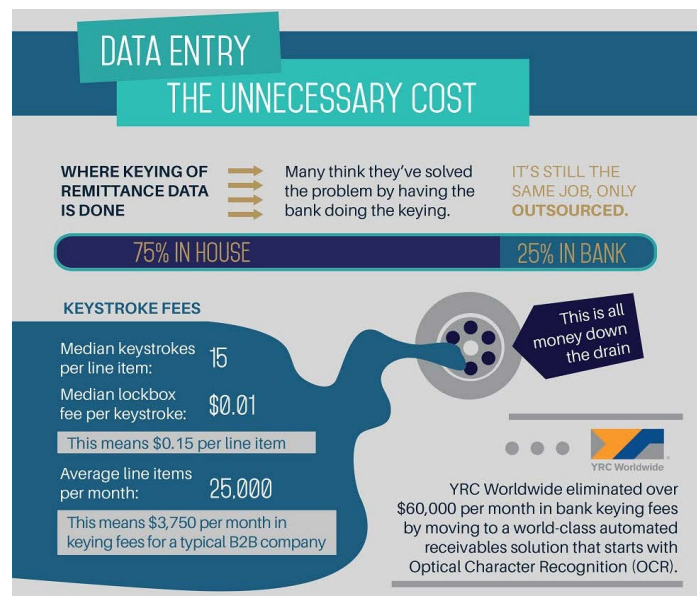 DATA ENTRY
THE UNNECESSARY COST
WHERE KEYING OF
REMITTANCE DATA
IS DONE
Many think they've solved
the problem by having the
bank doing the keying.
IT'S STILL THE
SAME JOB, ONLY
OUTSOURCED.
75% IN HOUSE
25% IN BANK
KEYSTROKE FEES
Median keystrokes
per line item:
15
Median lockbox
fee per keystroke:
$0.01
This means $0.15 per line item
Average line items
per month:
25,000
This means $3,750 per month in
keying fees for a typical B2B company
This is all
money down
the drain
YRC Worldwide
YRC Worldwide eliminated over
$60,000 per month in bank keying fees
by moving to a world-class automated
receivables solution that starts with
Optical Character Recognition (OCR).